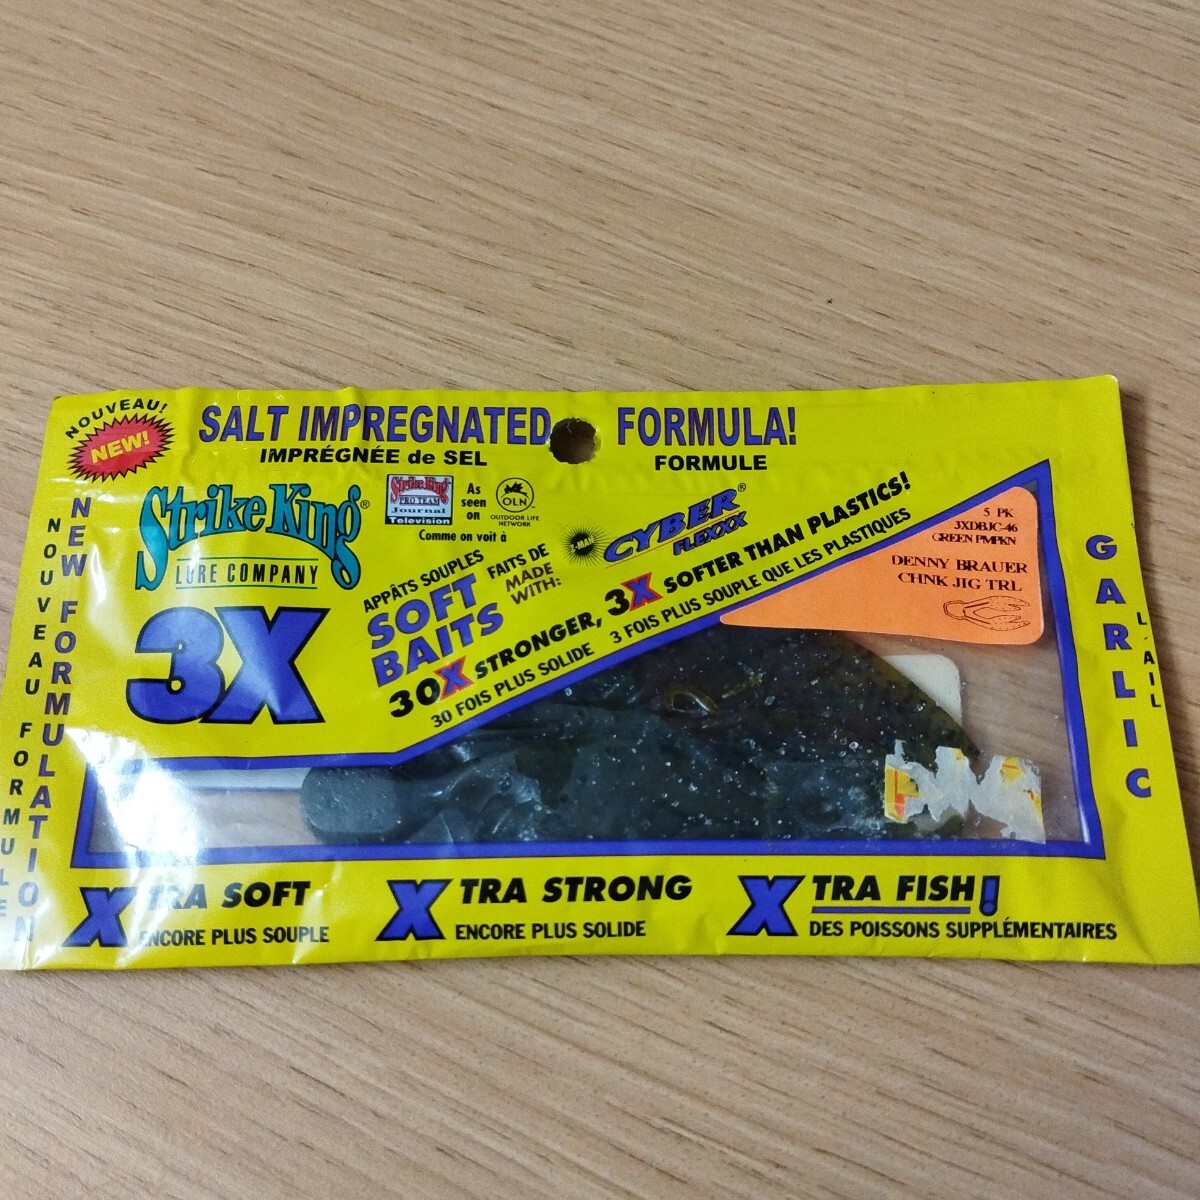 NOUVEAU!
NEW!
SALT IMPREGNATED FORMULA!
IMPRÉGNÉE de SEL FORMULE
NEW FORMULATION
NOUVEAU FORMULE
Strike King®
LURE COMPANY
3X
Strike King
PRO TEAM
Journal
Television
As
seen
on
OLN
OUTDOOR LIFE
NETWORK
Comme on voit à
APPÂTS SOUPLES
SOFT
BAITS
FAITS DE
MADE
WITH:
CYBER®
FLEXXX
30X STRONGER, 3X SOFTER THAN PLASTICS!
30 FOIS PLUS SOLIDE 3 FOIS PLUS SOUPLE QUE LES PLASTIQUES
5 PK
3XDBJC-46
GREEN PMPKN
DENNY BRAUER
CHNK JIG TRL
GARLIC
L'AIL
XTRA SOFT
ENCORE PLUS SOUPLE
XTRA STRONG
ENCORE PLUS SOLIDE
XTRA FISH!
DES POISSONS SUPPLÉMENTAIRES